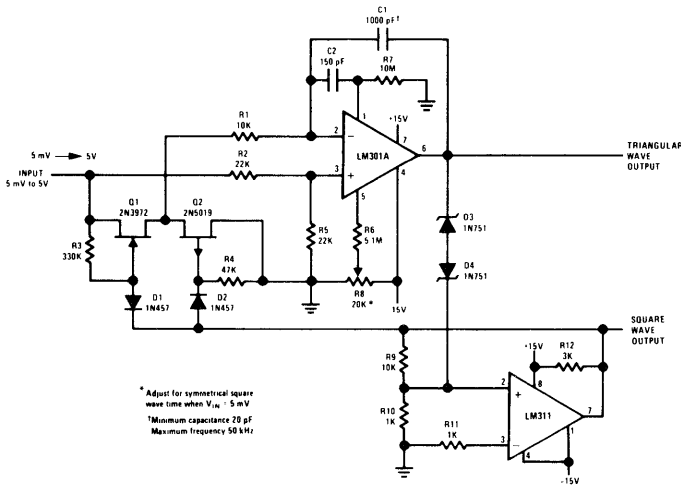 C1
1000 pF†
C2
150 pF
R7
10M
R1
10K
+15V
1
2
−
7
LM301A
6
TRIANGULAR
WAVE
OUTPUT
5 mV → 5V
INPUT
5 mV to 5V
R2
22K
3
+
4
5
Q1
2N3972
Q2
2N5019
D3
1N751
R3
330K
R5
22K
R6
5.1M
R4
47K
D4
1N751
D1
1N457
D2
1N457
R8
20K *
15V
SQUARE
WAVE
OUTPUT
R9
10K
+15V
R12
3K
8
2
+
LM311
7
R10
1K
R11
1K
3
−
4
1
-15V
* Adjust for symmetrical square
wave time when VIN = 5 mV
†Minimum capacitance 20 pF
Maximum frequency 50 kHz